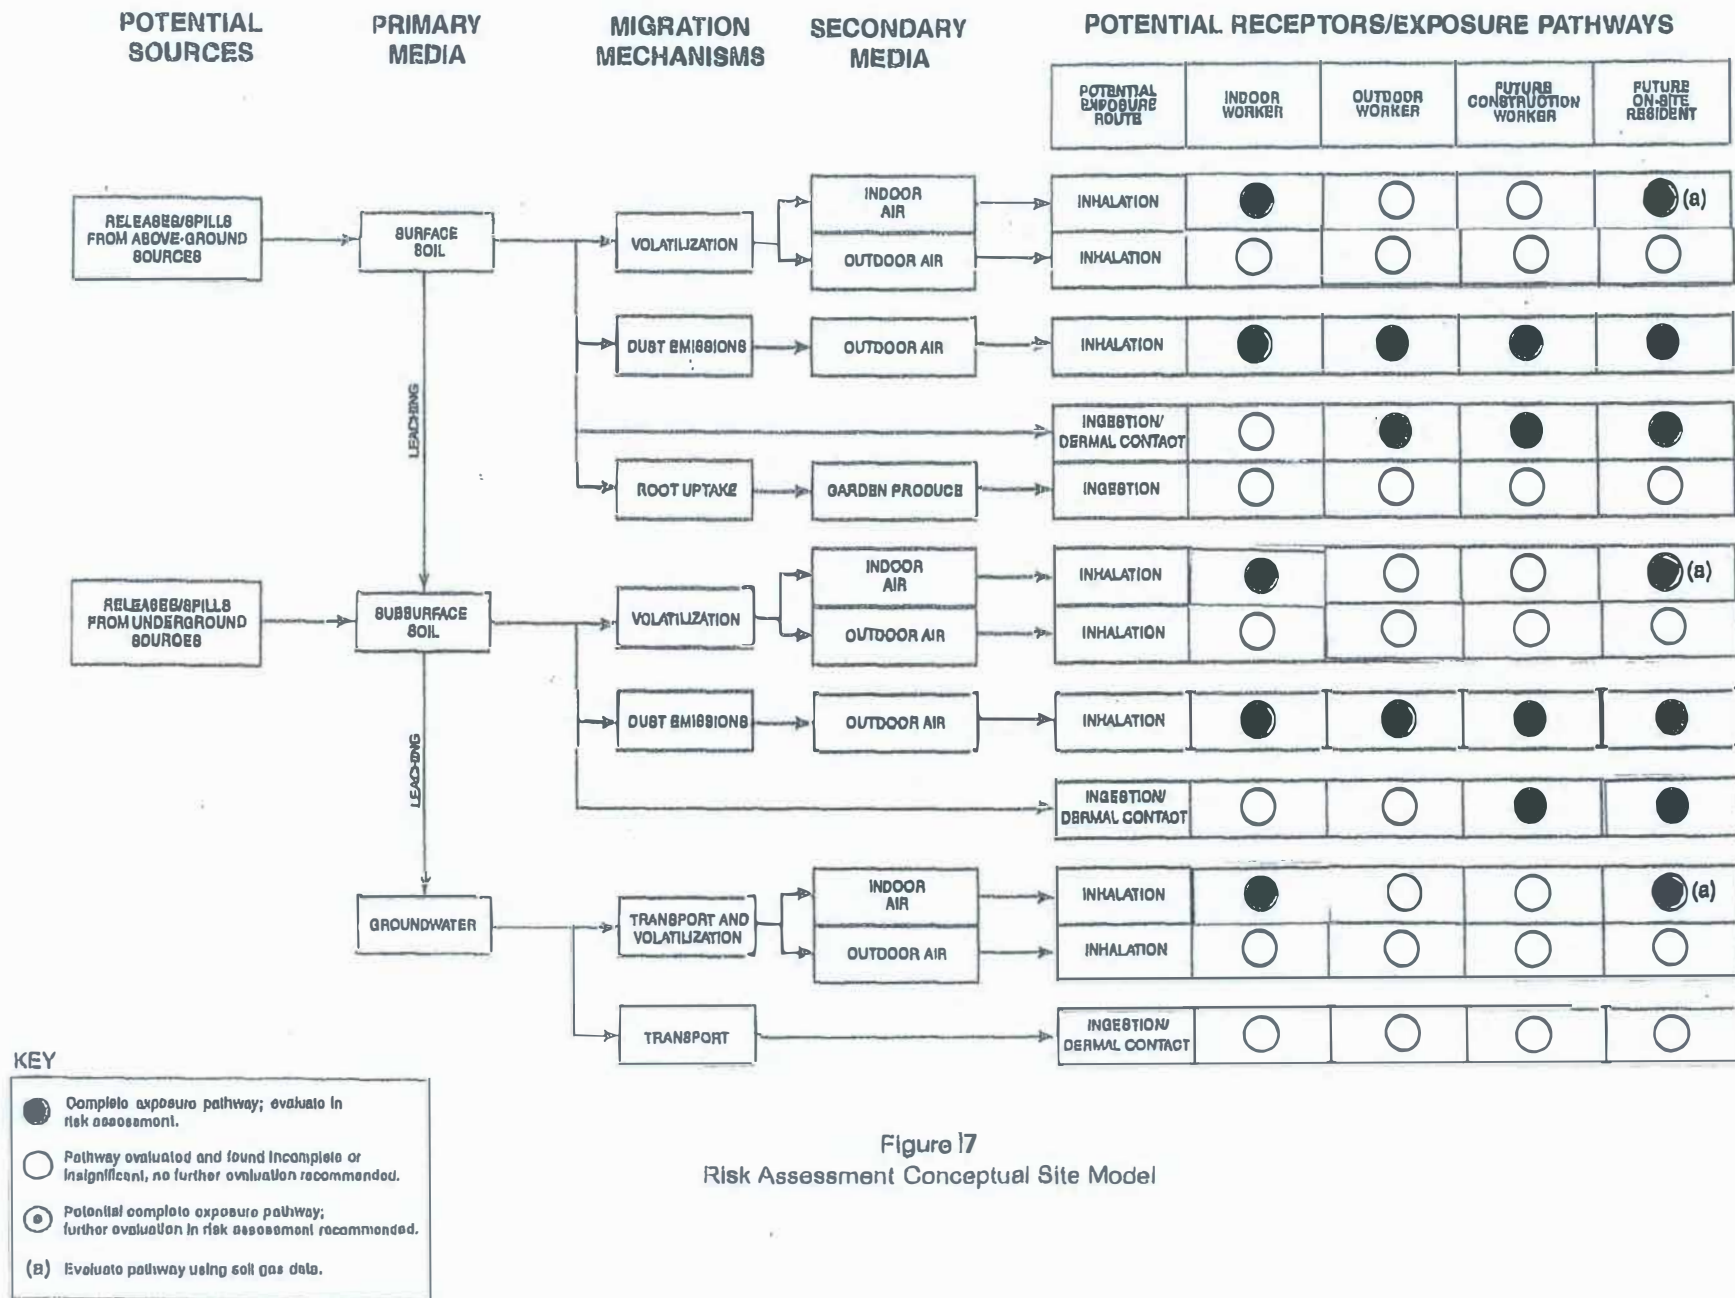 POTENTIAL
SOURCES
PRIMARY
MEDIA
MIGRATION
MECHANISMS
SECONDARY
MEDIA
POTENTIAL RECEPTORS/EXPOSURE PATHWAYS
POTENTIAL
EXPOSURE
ROUTE
INDOOR
WORKER
OUTDOOR
WORKER
FUTURE
CONSTRUCTION
WORKER
FUTURE
ON-SITE
RESIDENT
RELEASES/SPILLS
FROM ABOVE-GROUND
SOURCES
SURFACE
SOIL
VOLATILIZATION
INDOOR
AIR
INHALATION
(a)
OUTDOOR AIR
INHALATION
DUST EMISSIONS
OUTDOOR AIR
INHALATION
LEACHING
INGESTION/
DERMAL CONTACT
ROOT UPTAKE
GARDEN PRODUCE
INGESTION
RELEASES/SPILLS
FROM UNDERGROUND
SOURCES
SUBSURFACE
SOIL
VOLATILIZATION
INDOOR
AIR
INHALATION
(a)
OUTDOOR AIR
INHALATION
DUST EMISSIONS
OUTDOOR AIR
INHALATION
LEACHING
INGESTION/
DERMAL CONTACT
GROUNDWATER
TRANSPORT AND
VOLATILIZATION
INDOOR
AIR
INHALATION
(a)
OUTDOOR AIR
INHALATION
TRANSPORT
INGESTION/
DERMAL CONTACT
KEY
Complete exposure pathway; evaluate in
risk assessment.
Pathway evaluated and found incomplete or
insignificant, no further evaluation recommended.
Potential complete exposure pathway;
further evaluation in risk assessment recommended.
(a) Evaluate pathway using soil gas data.
Figure 17
Risk Assessment Conceptual Site Model